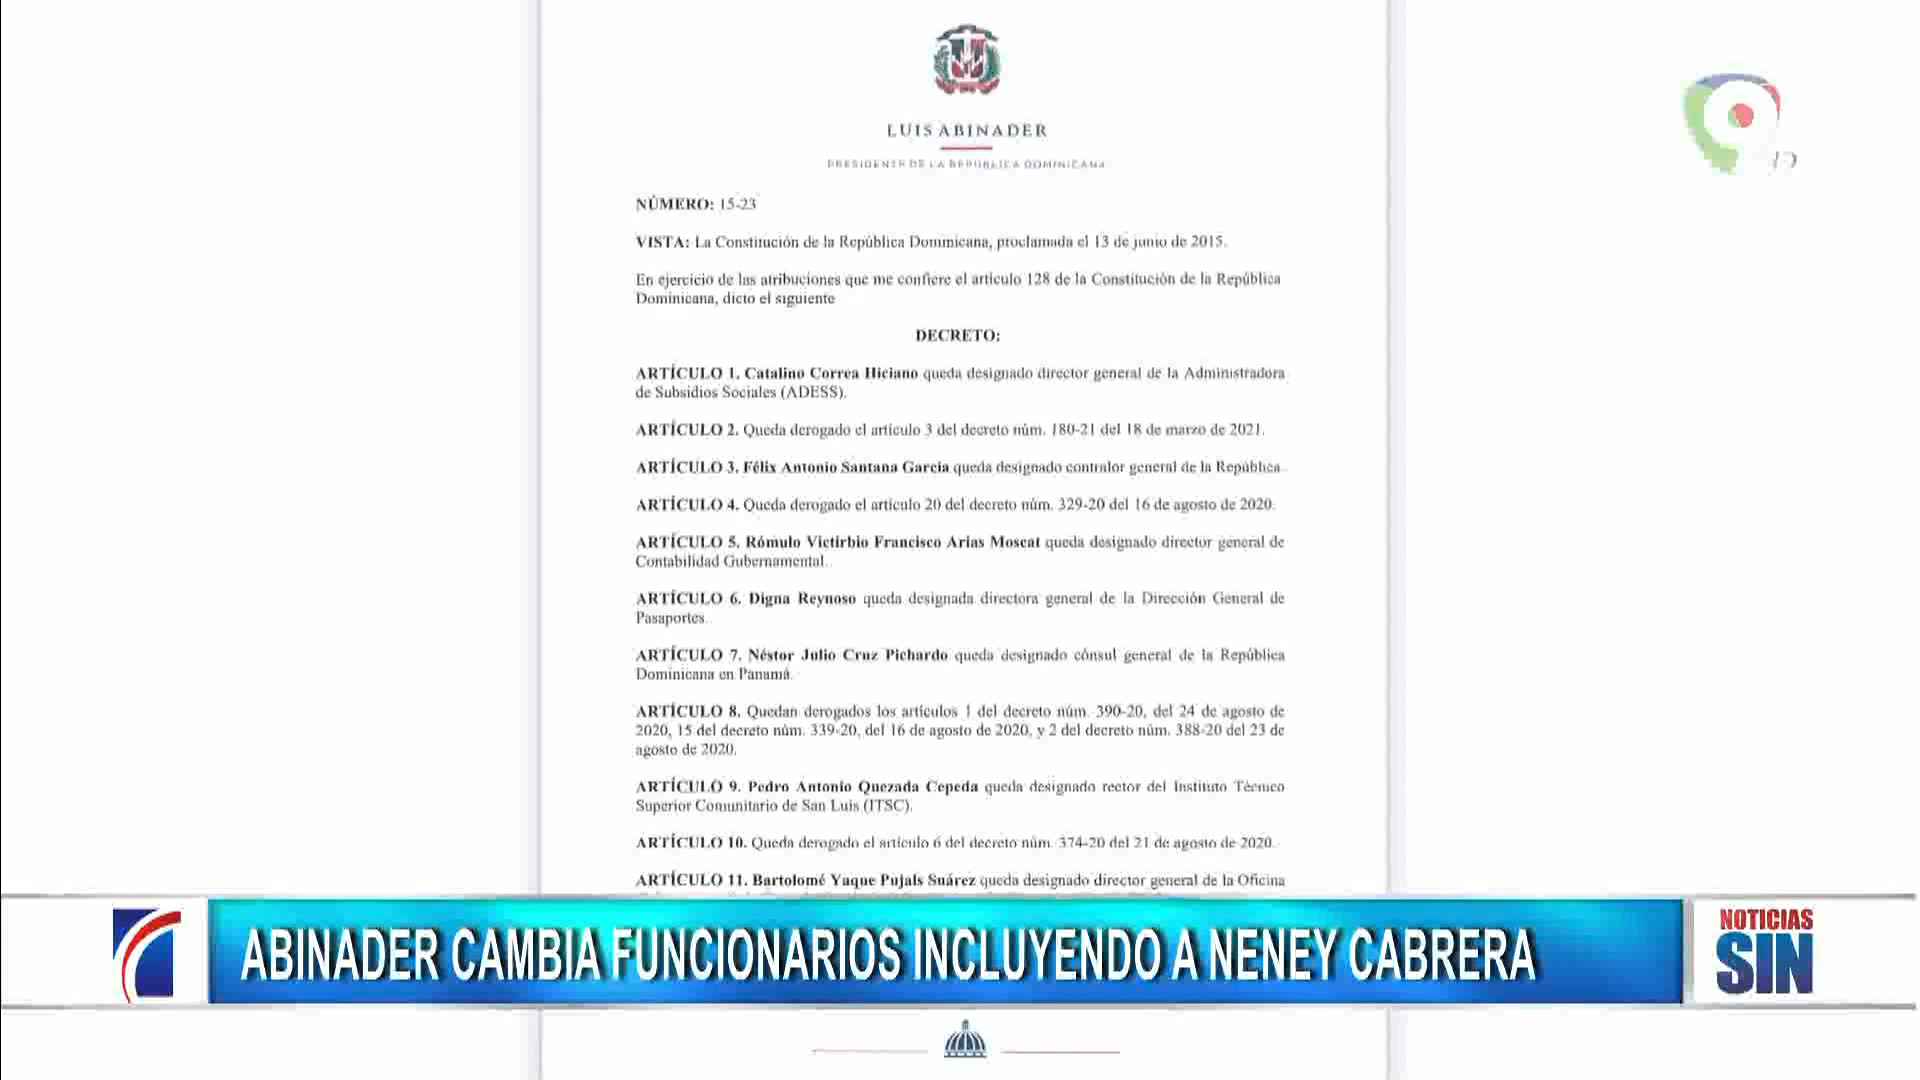 LUIS ABINADER
PRESIDENTE DE LA REPÚBLICA DOMINICANA
NÚMERO: 15-23
VISTA: La Constitución de la República Dominicana, proclamada el 13 de junio de 2015.
En ejercicio de las atribuciones que me confiere el artículo 128 de la Constitución de la República
Dominicana, dicto el siguiente
DECRETO:
ARTÍCULO 1. Catalino Correa Hiciano queda designado director general de la Administradora
de Subsidios Sociales (ADESS).
ARTÍCULO 2. Queda derogado el artículo 3 del decreto núm. 180-21 del 18 de marzo de 2021.
ARTÍCULO 3. Félix Antonio Santana García queda designado contralor general de la República.
ARTÍCULO 4. Queda derogado el artículo 20 del decreto núm. 329-20 del 16 de agosto de 2020.
ARTÍCULO 5. Rómulo Victirbio Francisco Arias Moscat queda designado director general de
Contabilidad Gubernamental.
ARTÍCULO 6. Digna Reynoso queda designada directora general de la Dirección General de
Pasaportes.
ARTÍCULO 7. Néstor Julio Cruz Pichardo queda designado cónsul general de la República
Dominicana en Panamá.
ARTÍCULO 8. Quedan derogados los artículos 1 del decreto núm. 390-20, del 24 de agosto de
2020, 15 del decreto núm. 339-20, del 16 de agosto de 2020, y 2 del decreto núm. 388-20 del 23 de
agosto de 2020.
ARTÍCULO 9. Pedro Antonio Quezada Cepeda queda designado rector del Instituto Técnico
Superior Comunitario de San Luis (ITSC).
ARTÍCULO 10. Queda derogado el artículo 6 del decreto núm. 374-20 del 21 de agosto de 2020.
ARTÍCULO 11. Bartolomé Yaque Pujals Suárez queda designado director general de la Oficina
ABINADER CAMBIA FUNCIONARIOS INCLUYENDO A NENEY CABRERA
NOTICIAS
SIN